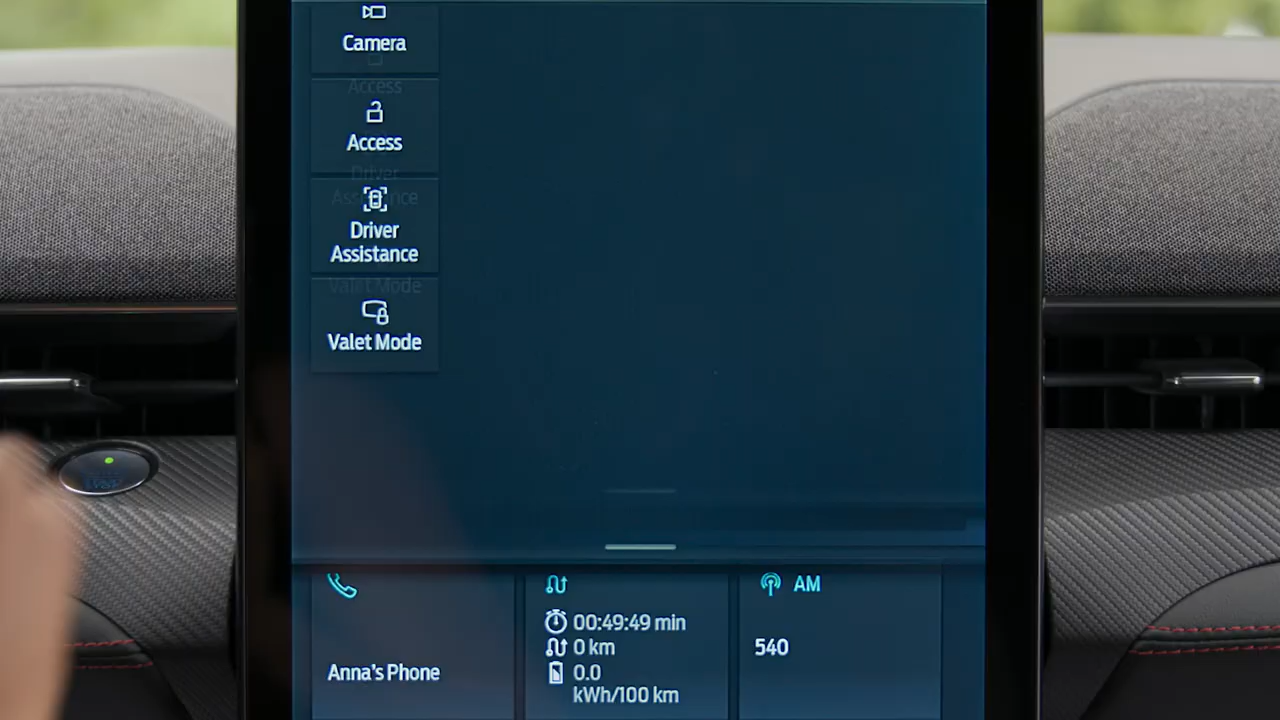 Camera
Access
Access
Driver
Assistance
Driver
Assistance
Valet Mode
Valet Mode
AM
00:49:49 min
0 km
540
0.0
kWh/100 km
Anna's Phone